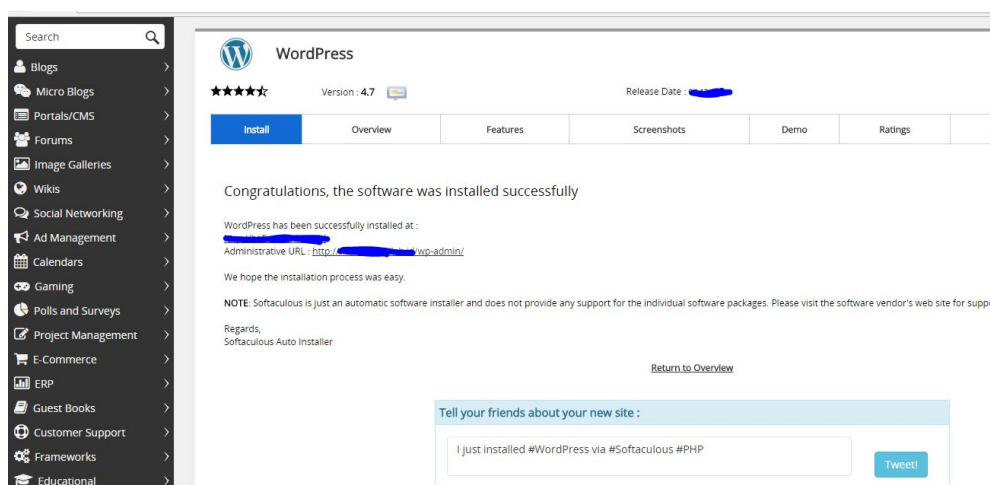 Search
Blogs
Micro Blogs
Portals/CMS
Forums
Image Galleries
Wikis
Social Networking
Ad Management
Calendars
Gaming
Polls and Surveys
Project Management
E-Commerce
ERP
Guest Books
Customer Support
Frameworks
Educational
WordPress
Version : 4.7
Release Date :
Install Overview Features Screenshots Demo Ratings
Congratulations, the software was installed successfully
WordPress has been successfully installed at :
Administrative URL : http:/ /wp-admin/
We hope the installation process was easy.
NOTE: Softaculous is just an automatic software installer and does not provide any support for the individual software packages. Please visit the software vendor's web site for supp
Regards,
Softaculous Auto Installer
Return to Overview
Tell your friends about your new site :
I just installed #WordPress via #Softaculous #PHP
Tweet!